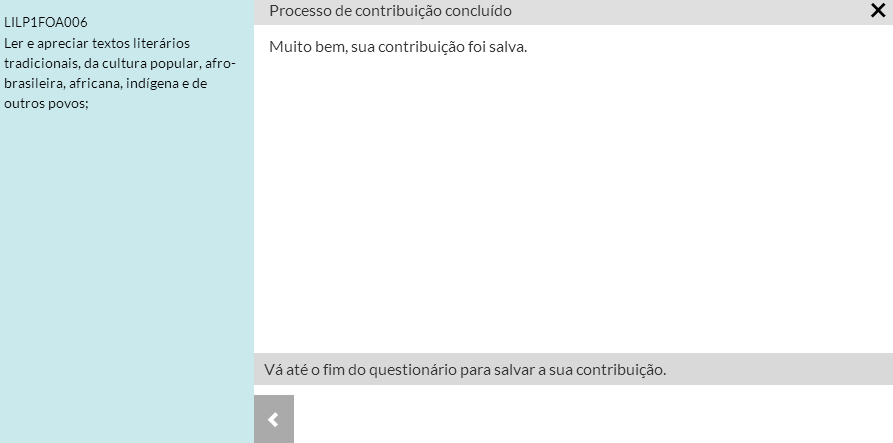 LILP1FOA006
Ler e apreciar textos literários
tradicionais, da cultura popular, afro-
brasileira, africana, indígena e de
outros povos;
Processo de contribuição concluído
Muito bem, sua contribuição foi salva.
Vá até o fim do questionário para salvar a sua contribuição.